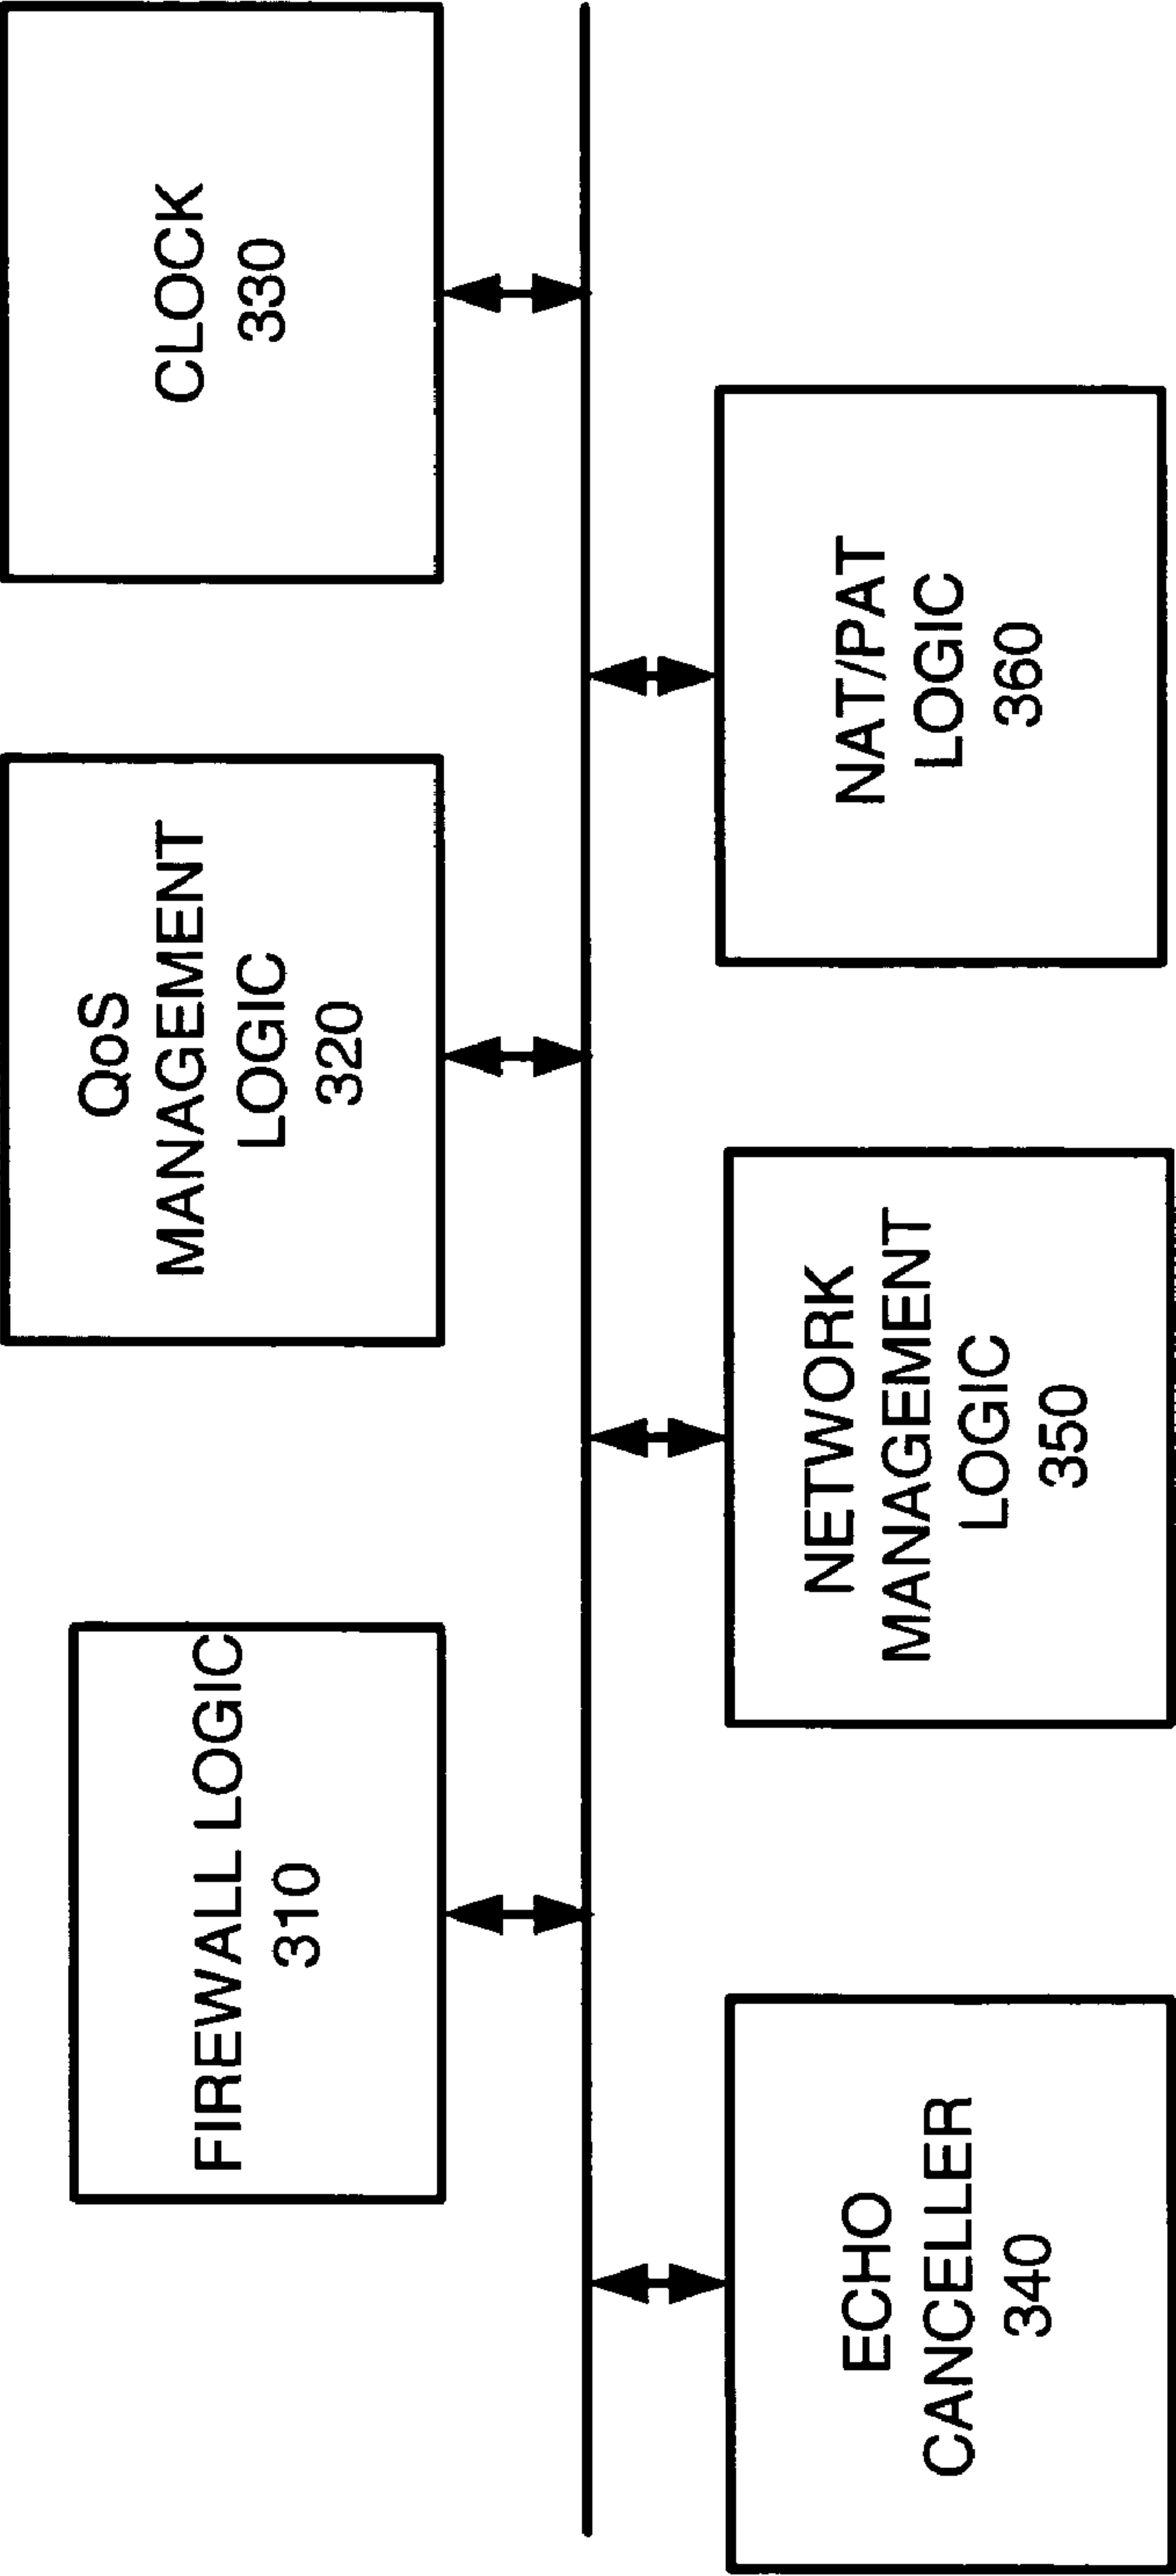 FIREWALL LOGIC
310
QoS
MANAGEMENT
LOGIC
320
CLOCK
330
ECHO
CANCELLER
340
NETWORK
MANAGEMENT
LOGIC
350
NAT/PAT
LOGIC
360